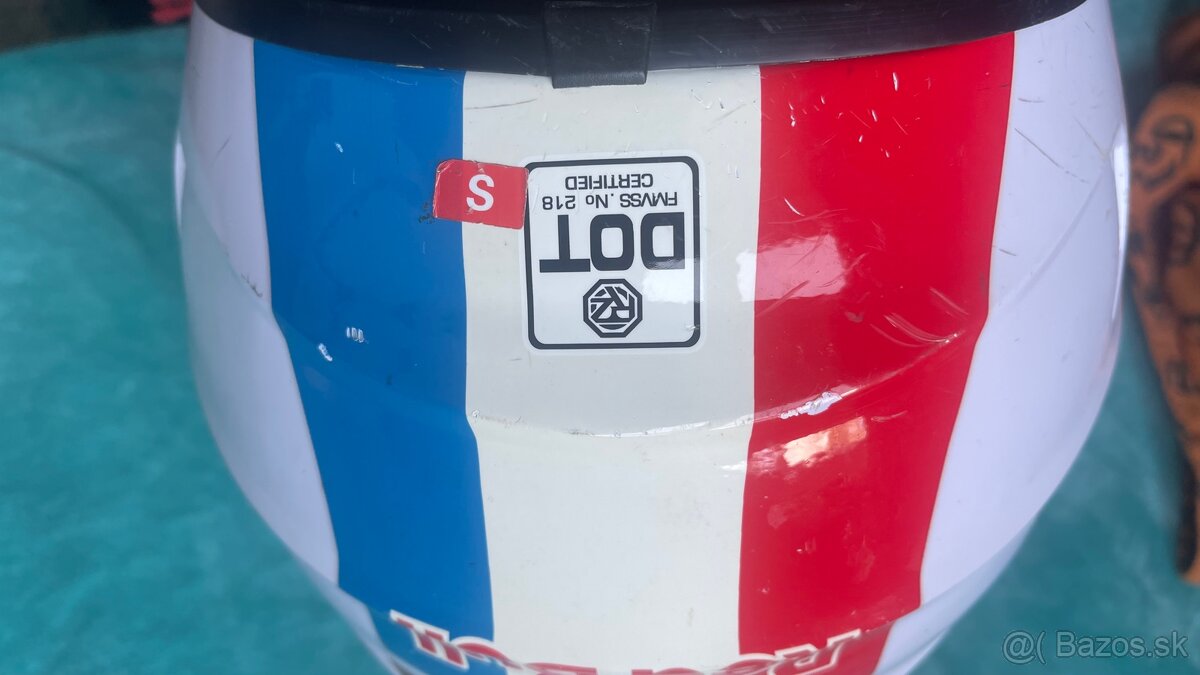 S
DOT
FMVSS.No 218
CERTIFIED
@( Bazos.sk